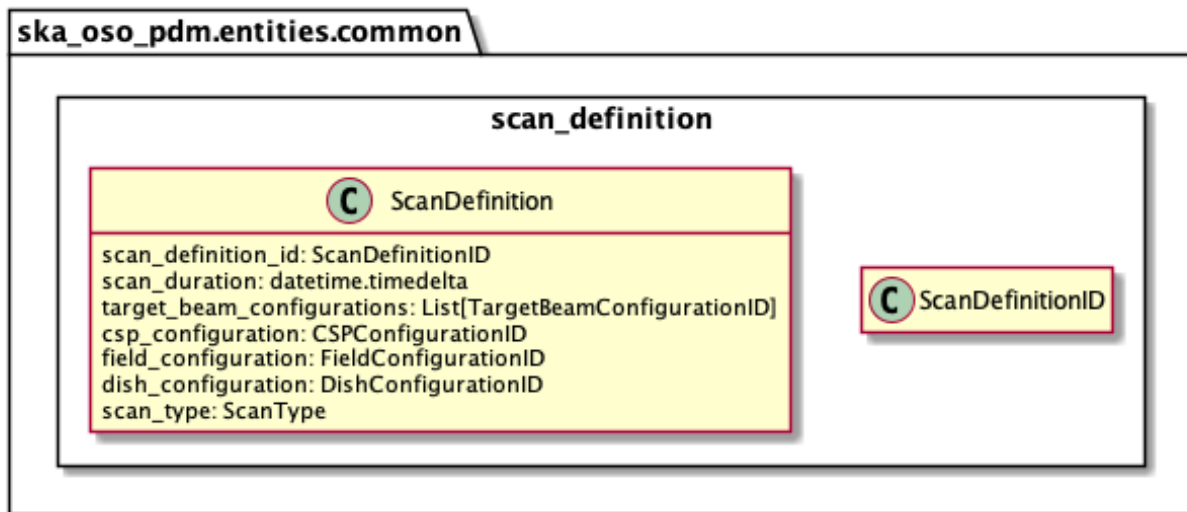 ska_oso_pdm.entities.common
scan_definition
C ScanDefinition
scan_definition_id: ScanDefinitionID
scan_duration: datetime.timedelta
target_beam_configurations: List[TargetBeamConfigurationID]
csp_configuration: CSPConfigurationID
field_configuration: FieldConfigurationID
dish_configuration: DishConfigurationID
scan_type: ScanType
C ScanDefinitionID